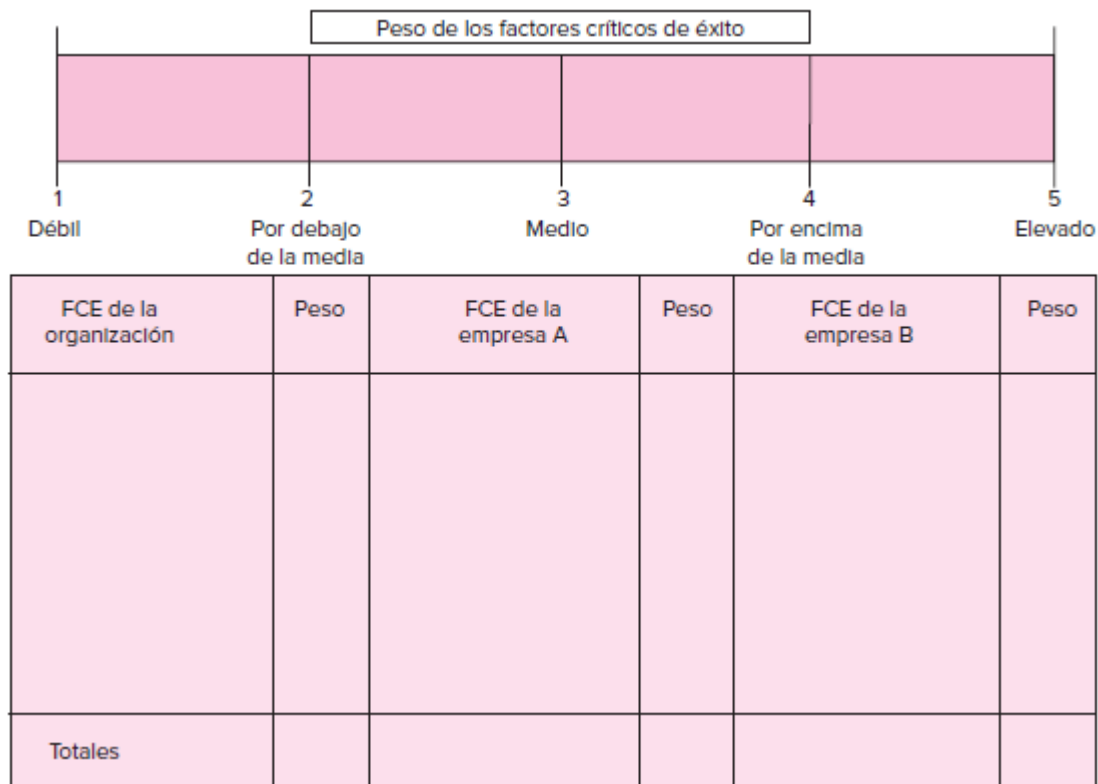 Peso de los factores críticos de éxito
1 2 3 4 5
Débil Por debajo Medio Por encima Elevado
de la media de la media
FCE de la Peso FCE de la Peso FCE de la Peso
organización empresa A empresa B
Totales